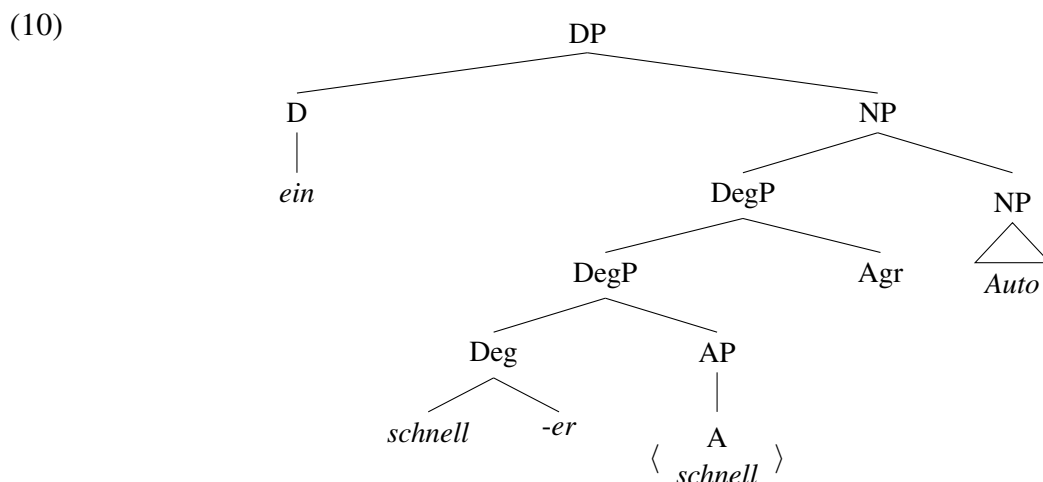 (10)
DP
D NP
ein
DegP NP
DegP Agr Auto
Deg AP
schnell -er A
⟨ schnell ⟩